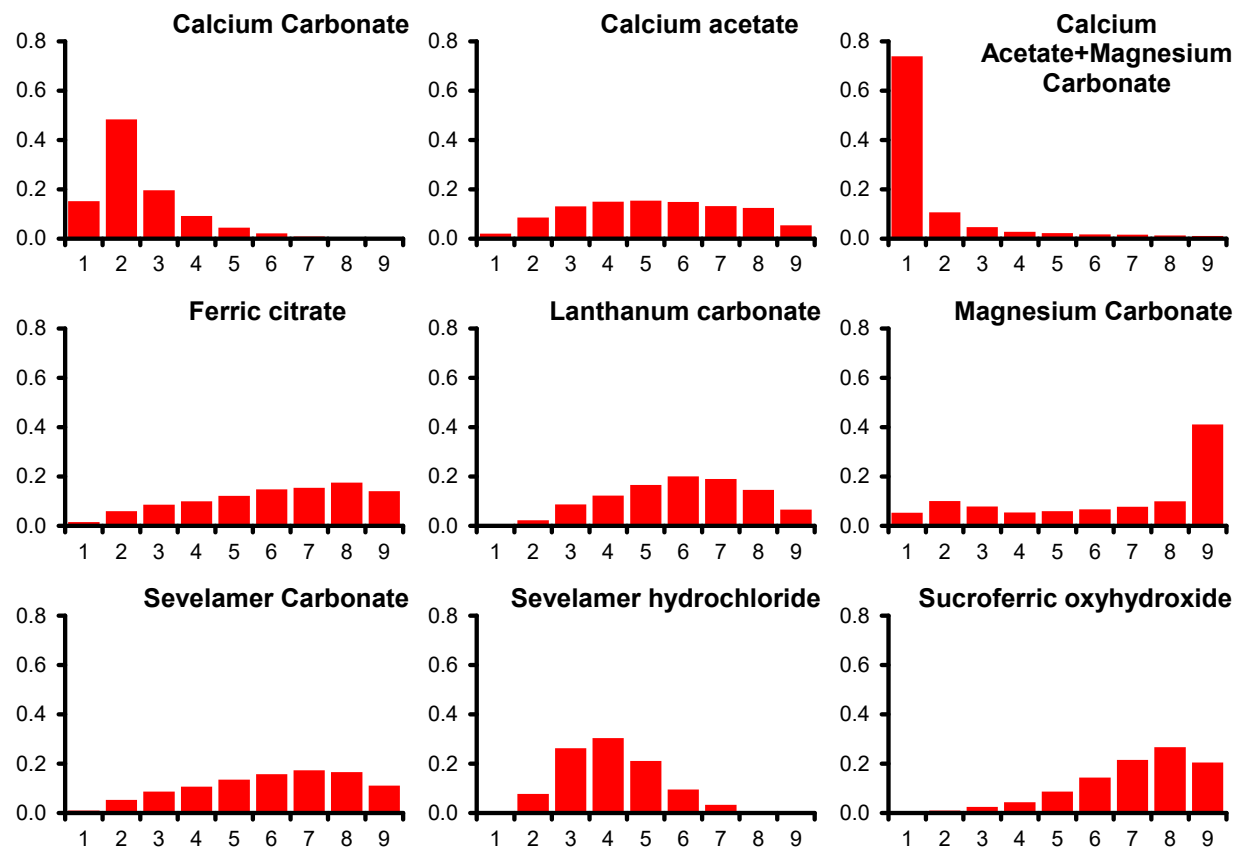 Calcium Carbonate
0.8
0.6
0.4
0.2
0.0
1 2 3 4 5 6 7 8 9
Calcium acetate
0.8
0.6
0.4
0.2
0.0
1 2 3 4 5 6 7 8 9
Calcium
Acetate+Magnesium
Carbonate
0.8
0.6
0.4
0.2
0.0
1 2 3 4 5 6 7 8 9
Ferric citrate
0.8
0.6
0.4
0.2
0.0
1 2 3 4 5 6 7 8 9
Lanthanum carbonate
0.8
0.6
0.4
0.2
0.0
1 2 3 4 5 6 7 8 9
Magnesium Carbonate
0.8
0.6
0.4
0.2
0.0
1 2 3 4 5 6 7 8 9
Sevelamer Carbonate
0.8
0.6
0.4
0.2
0.0
1 2 3 4 5 6 7 8 9
Sevelamer hydrochloride
0.8
0.6
0.4
0.2
0.0
1 2 3 4 5 6 7 8 9
Sucroferric oxyhydroxide
0.8
0.6
0.4
0.2
0.0
1 2 3 4 5 6 7 8 9